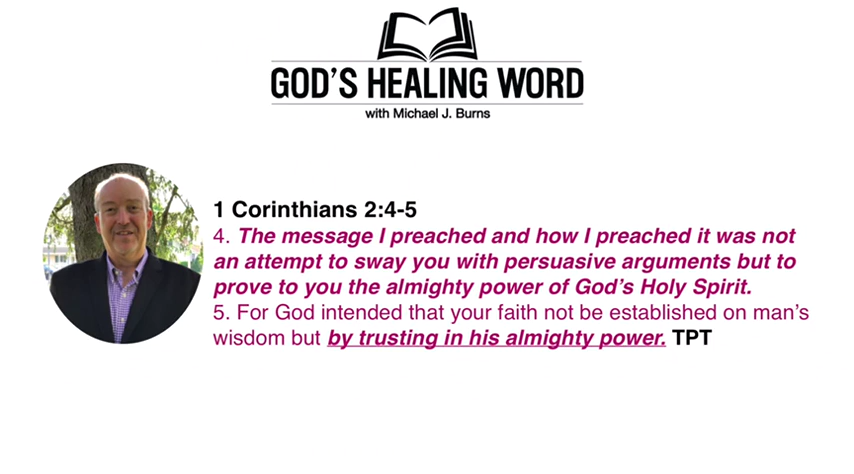 GOD'S HEALING WORD
with Michael J. Burns
1 Corinthians 2:4-5
4. The message I preached and how I preached it was not
an attempt to sway you with persuasive arguments but to
prove to you the almighty power of God's Holy Spirit.
5. For God intended that your faith not be established on man's
wisdom but by trusting in his almighty power. TPT